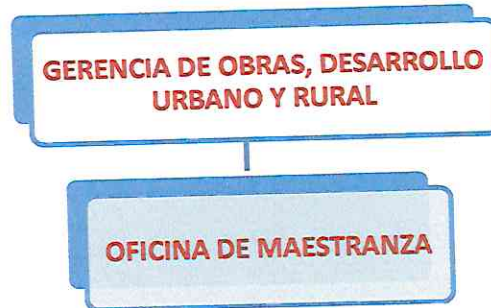 GERENCIA DE OBRAS, DESARROLLO
URBANO Y RURAL
OFICINA DE MAESTRANZA